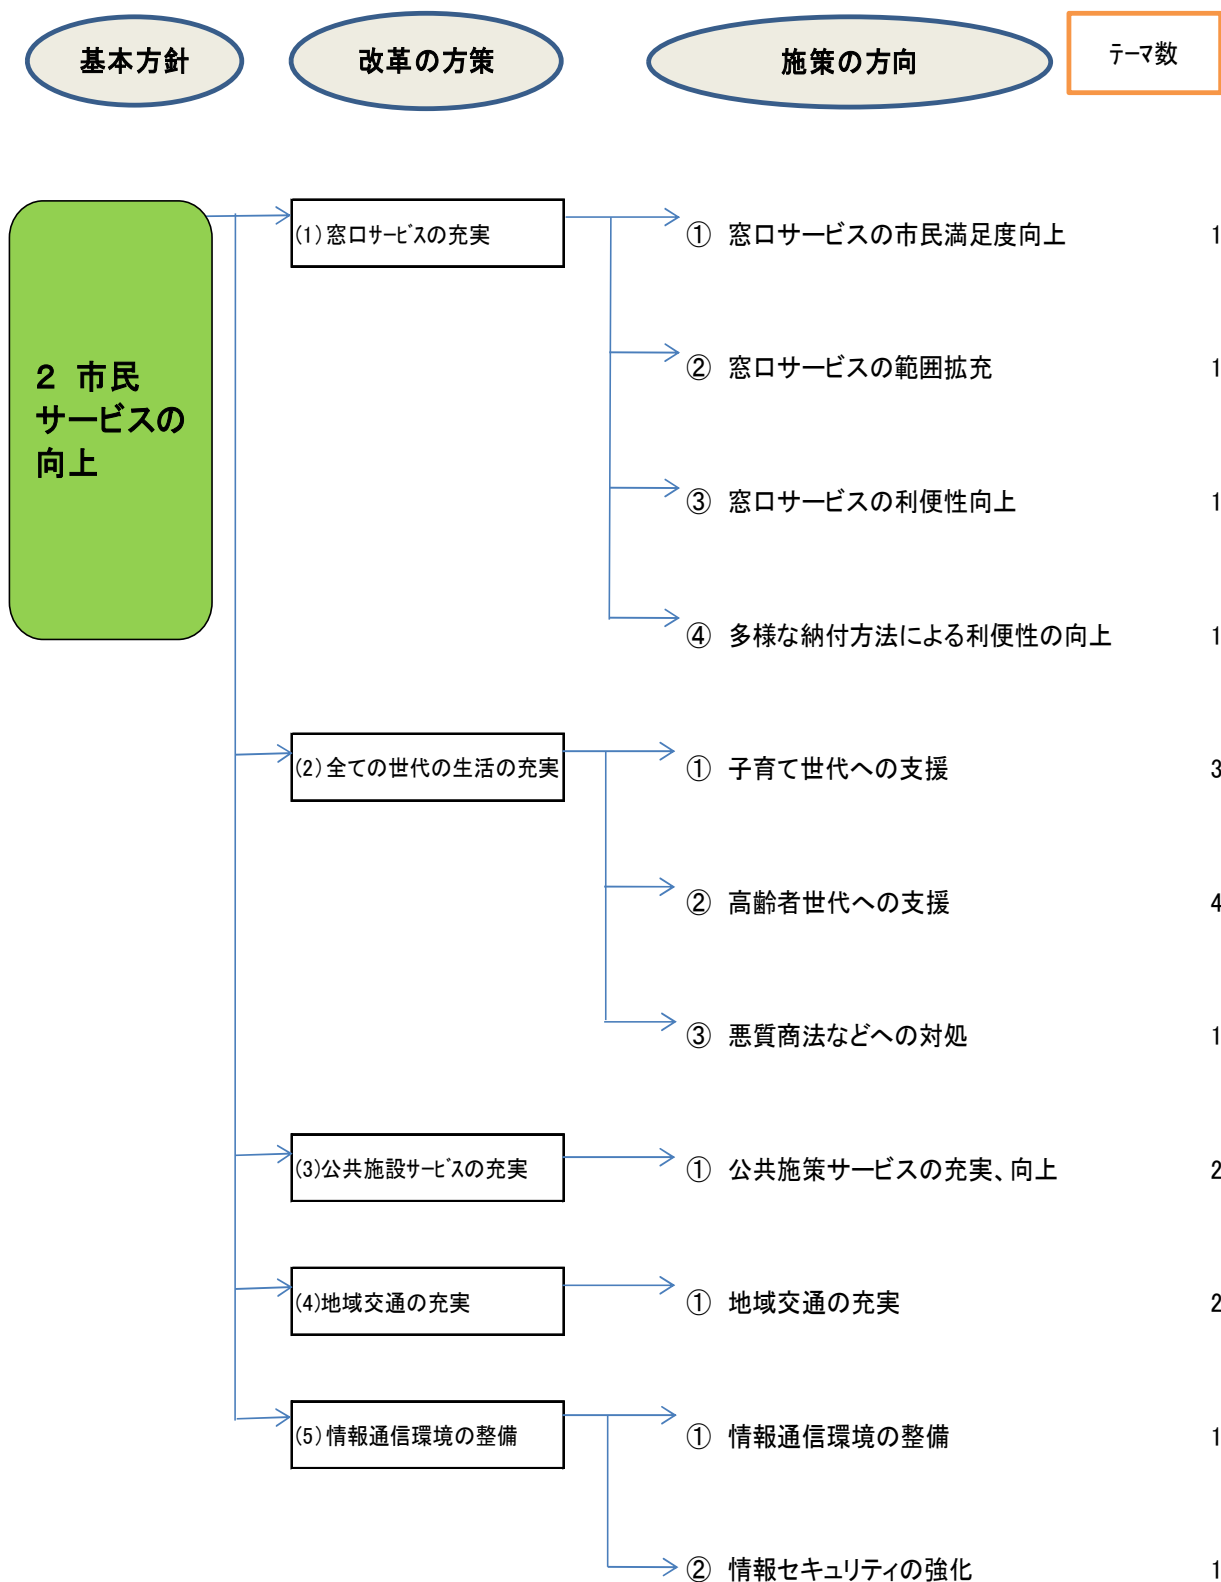 基本方針 改革の方策 施策の方向 ﾃｰﾏ数
2 市民
サービスの
向上
(1)窓口ｻｰﾋﾞｽの充実
① 窓口サービスの市民満足度向上 1
② 窓口サービスの範囲拡充 1
③ 窓口サービスの利便性向上 1
④ 多様な納付方法による利便性の向上 1
(2)全ての世代の生活の充実
① 子育て世代への支援 3
② 高齢者世代への支援 4
③ 悪質商法などへの対処 1
(3)公共施設ｻｰﾋﾞｽの充実
① 公共施策サービスの充実、向上 2
(4)地域交通の充実
① 地域交通の充実 2
(5)情報通信環境の整備
① 情報通信環境の整備 1
② 情報セキュリティの強化 1